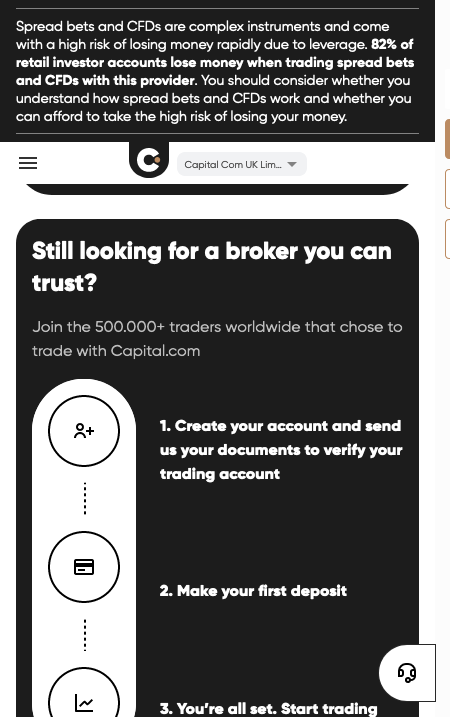 Spread bets and CFDs are complex instruments and come
with a high risk of losing money rapidly due to leverage. 82% of
retail investor accounts lose money when trading spread bets
and CFDs with this provider. You should consider whether you
understand how spread bets and CFDs work and whether you
can afford to take the high risk of losing your money.
Capital Com UK Lim...
Still looking for a broker you can
trust?
Join the 500.000+ traders worldwide that chose to
trade with Capital.com
1. Create your account and send
us your documents to verify your
trading account
2. Make your first deposit
3. You're all set. Start trading